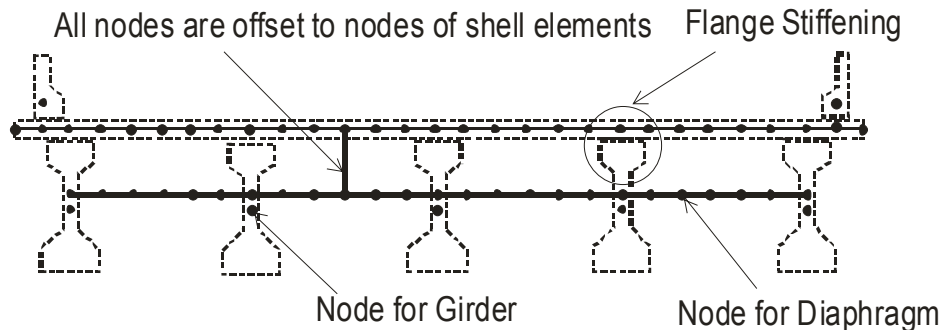 All nodes are offset to nodes of shell elements
Flange Stiffening
Node for Girder
Node for Diaphragm